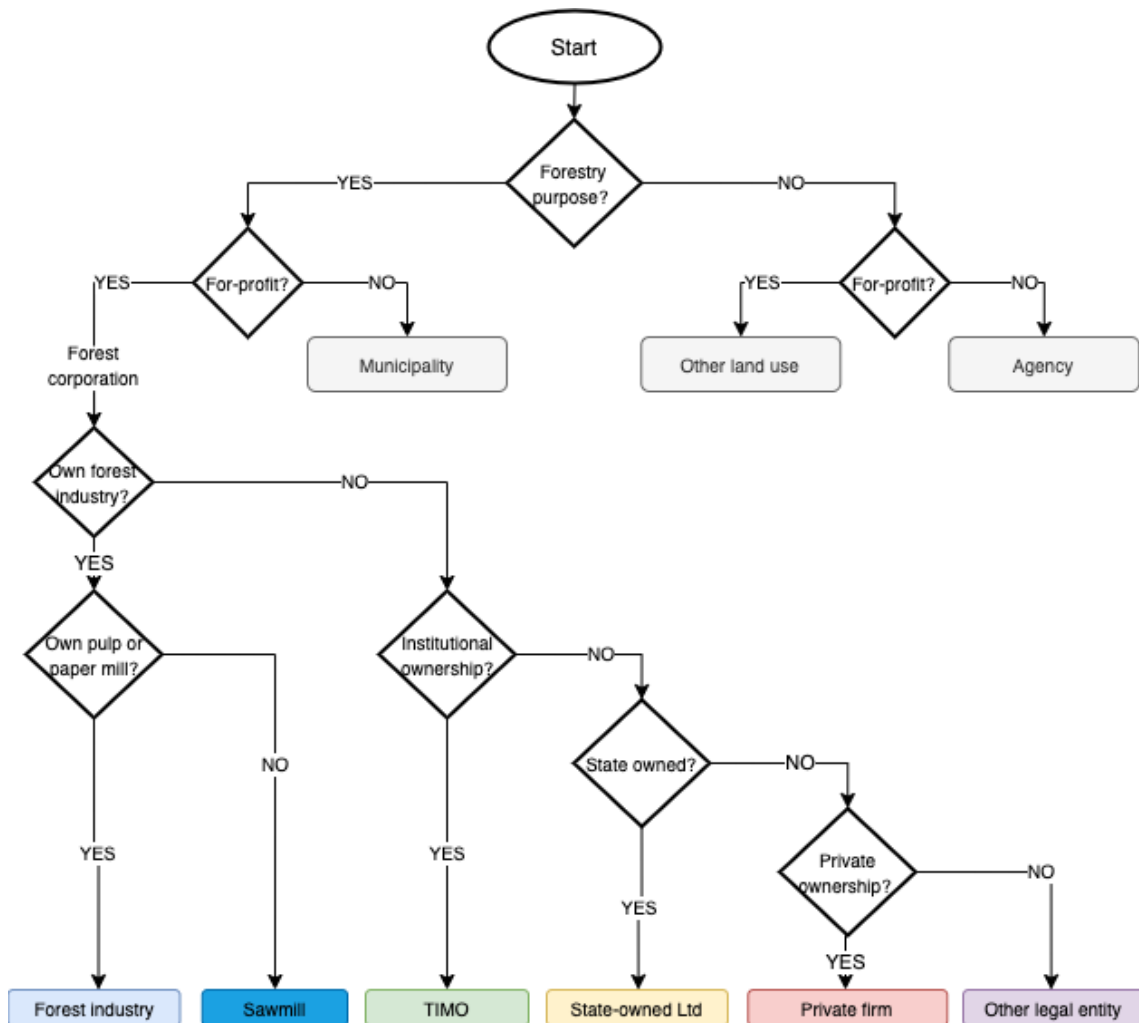 Start
Forestry
purpose?
YES
NO
For-profit?
For-profit?
YES
NO
YES
NO
Municipality
Other land use
Agency
Forest
corporation
Own forest
industry?
NO
YES
Own pulp or
paper mill?
Institutional
ownership?
NO
State owned?
NO
NO
YES
YES
Private
ownership?
NO
YES
YES
Forest industry
Sawmill
TIMO
State-owned Ltd
Private firm
Other legal entity